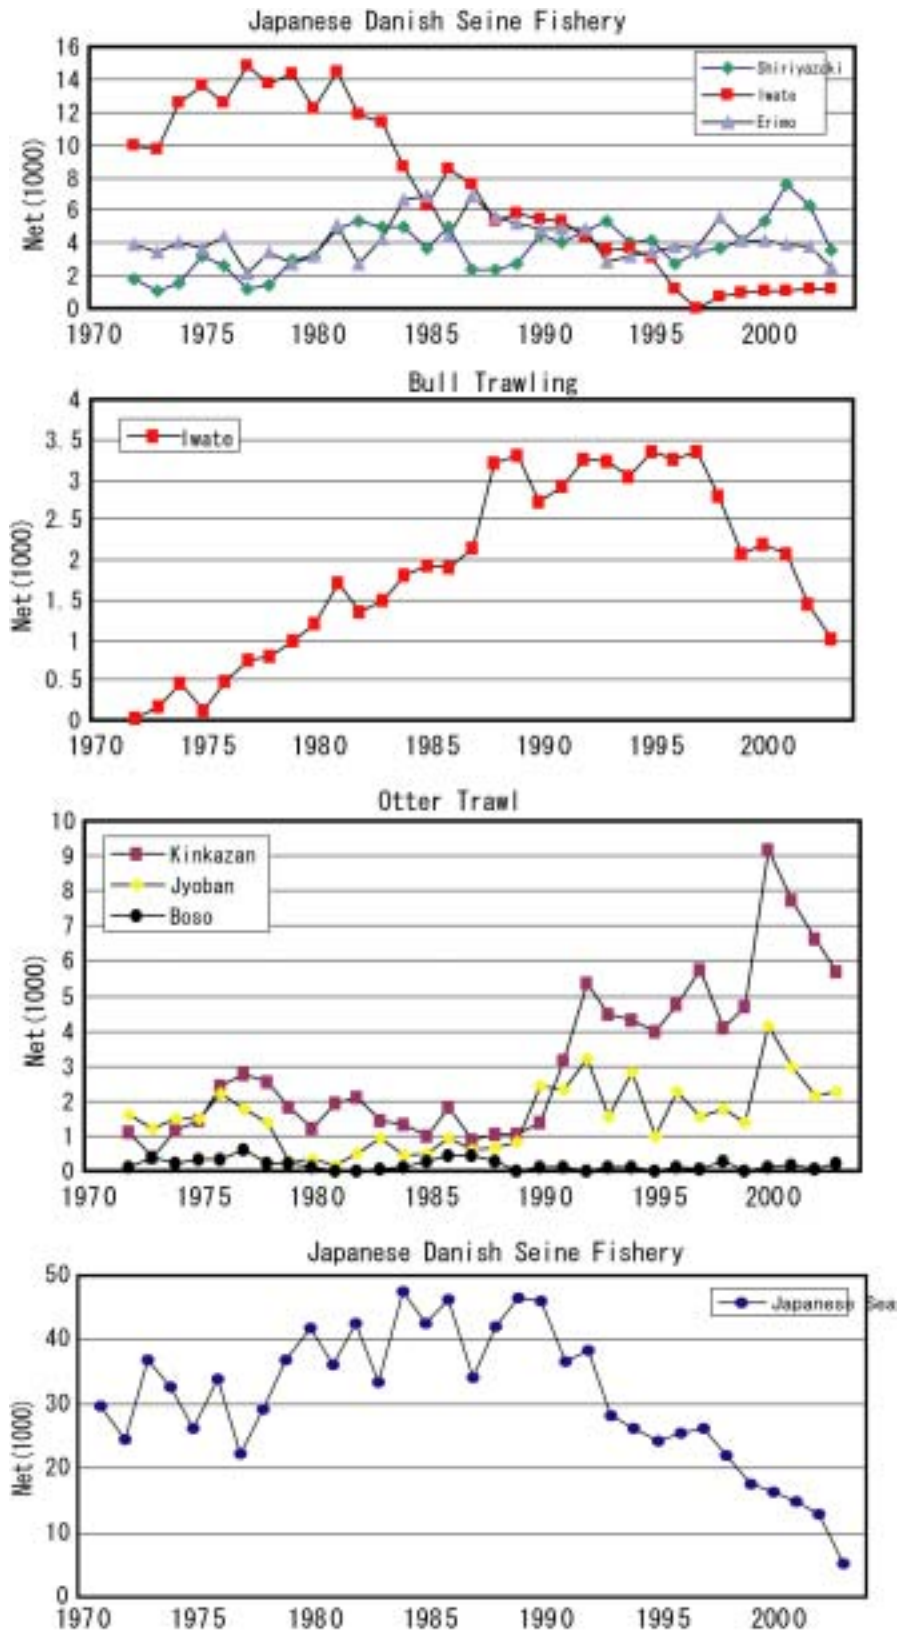 Japanese Danish Seine Fishery
16
14
12
10
8
6
4
2
0
Net(1000)
Shiriyazaki
Iwate
Erimo
1970 1975 1980 1985 1990 1995 2000
Bull Trawling
4
3.5
3
2.5
2
1.5
1
0.5
0
Net(1000)
Iwate
1970 1975 1980 1985 1990 1995 2000
Otter Trawl
10
9
8
7
6
5
4
3
2
1
0
Net(1000)
Kinkazan
Jyoban
Boso
1970 1975 1980 1985 1990 1995 2000
Japanese Danish Seine Fishery
50
40
30
20
10
0
Net(1000)
Japanese Sea
1970 1975 1980 1985 1990 1995 2000